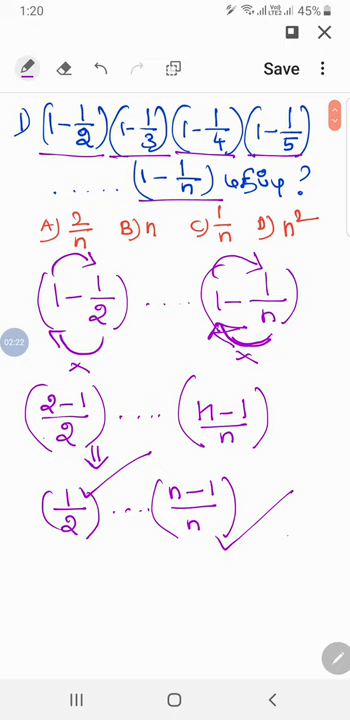 1:20 45%
Save
1) (1-1/2) (1-1/3) (1-1/4) (1-1/5)
...... (1-1/n) மதிப்பு ?
A) 2/n B) n C) 1/n D) n²
(1-1/2) .... (1-1/n)
x x
02:22
(2-1/2) .... (n-1/n)
⇓
(1/2) .... (n-1/n)